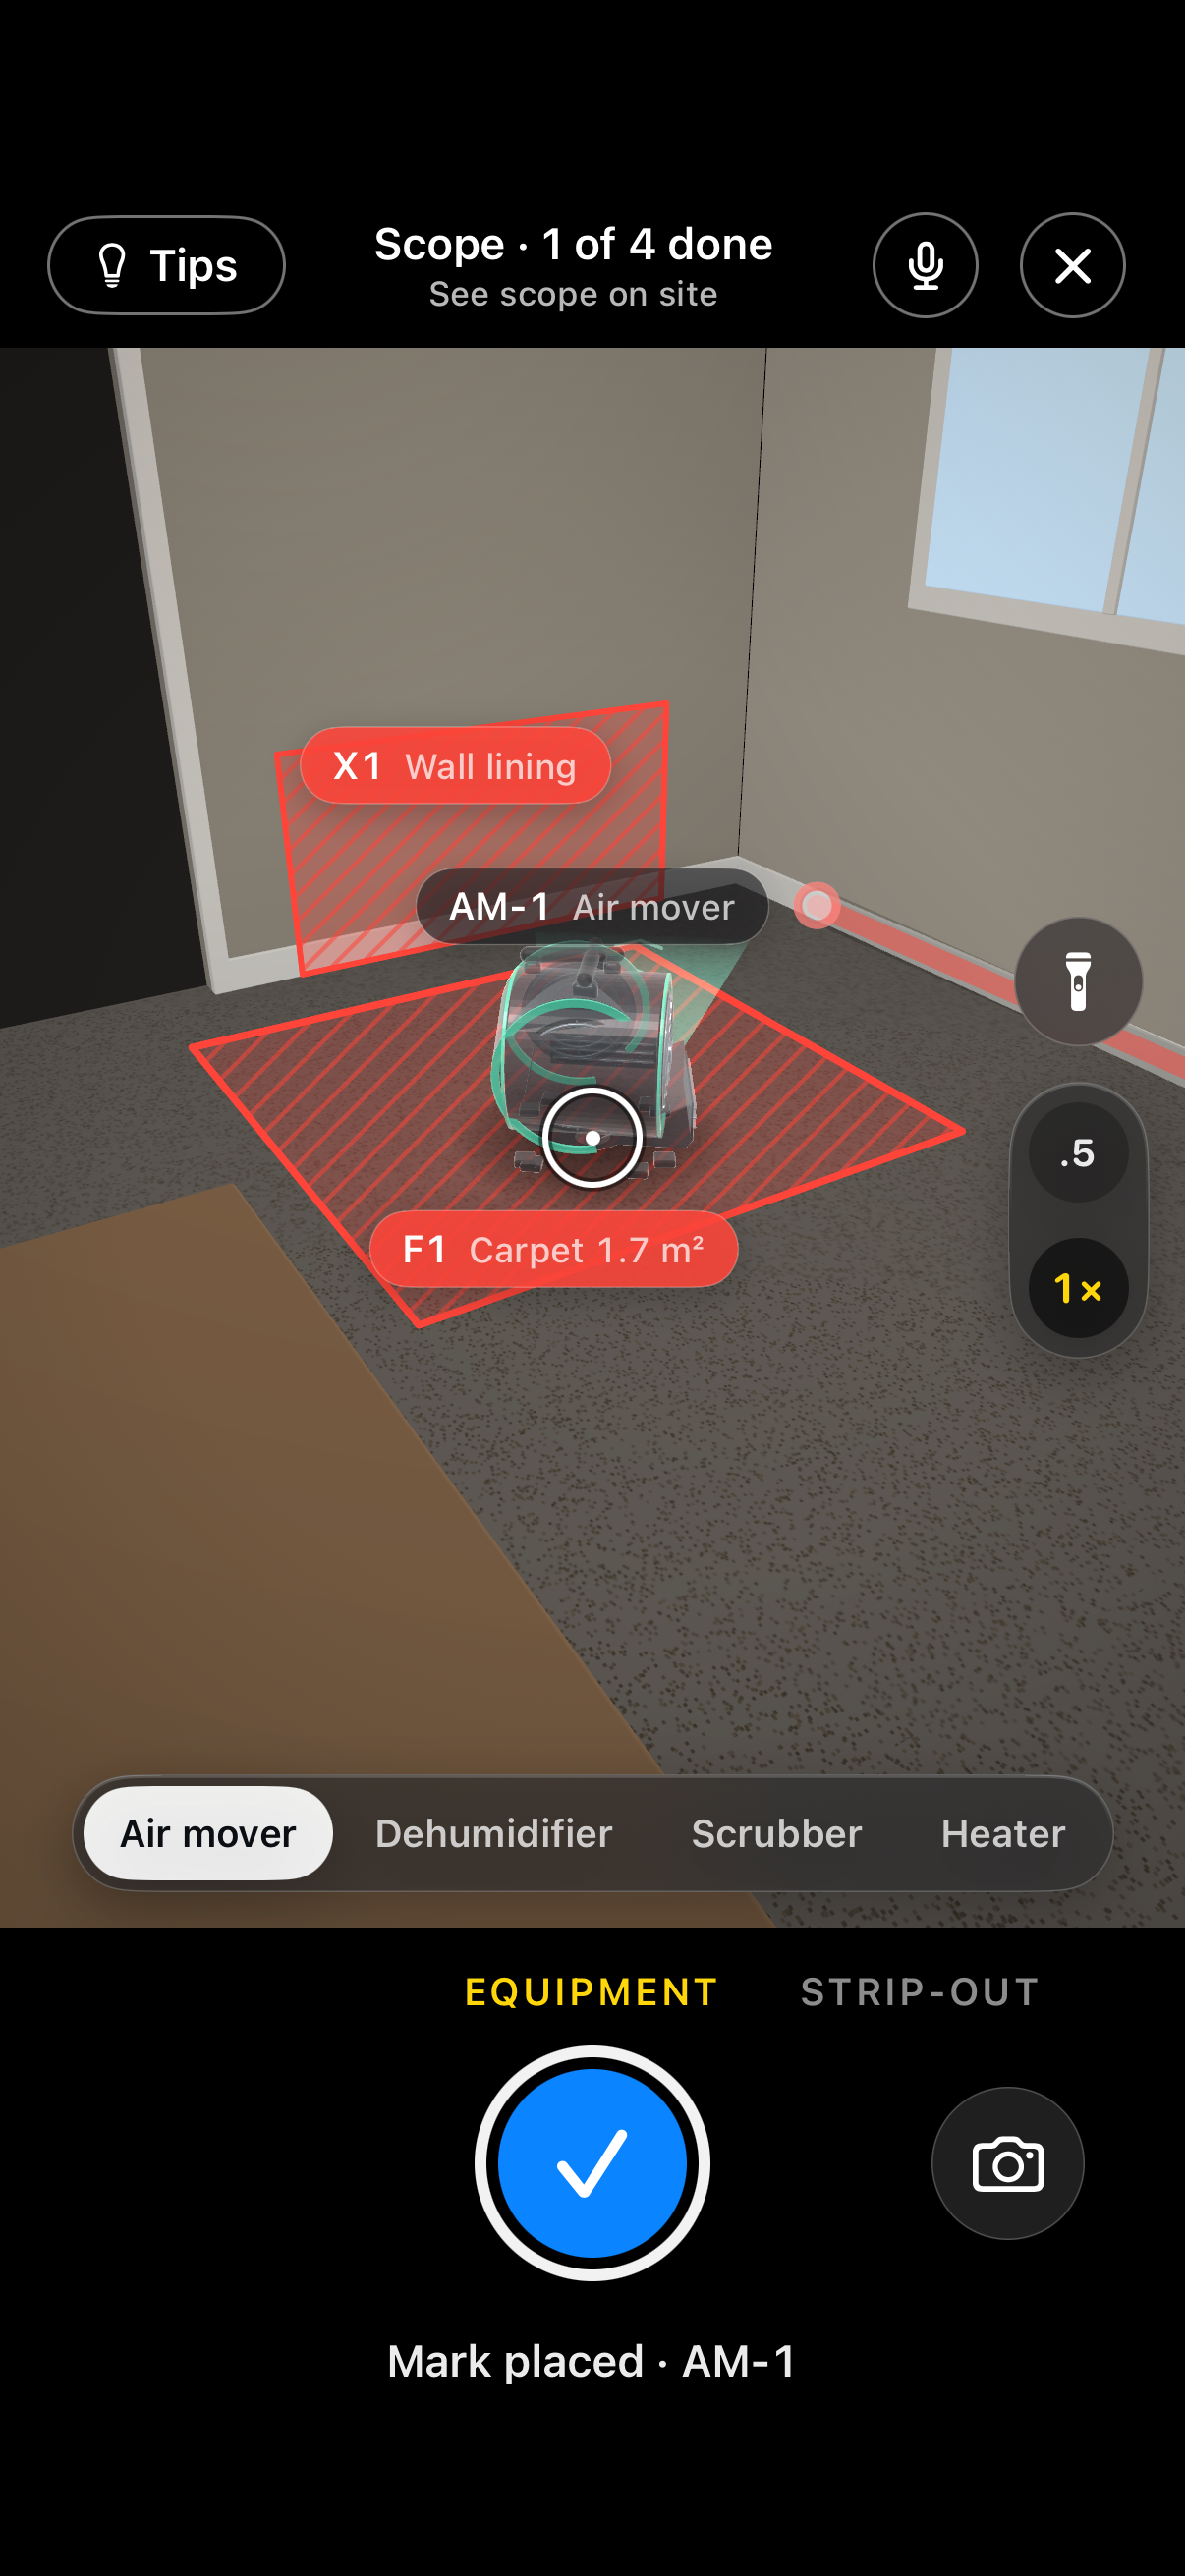 Tips
Scope · 1 of 4 done
See scope on site
X1 Wall lining
AM-1 Air mover
F1 Carpet 1.7 m²
.5
1×
Air mover Dehumidifier Scrubber Heater
EQUIPMENT STRIP-OUT
Mark placed · AM-1